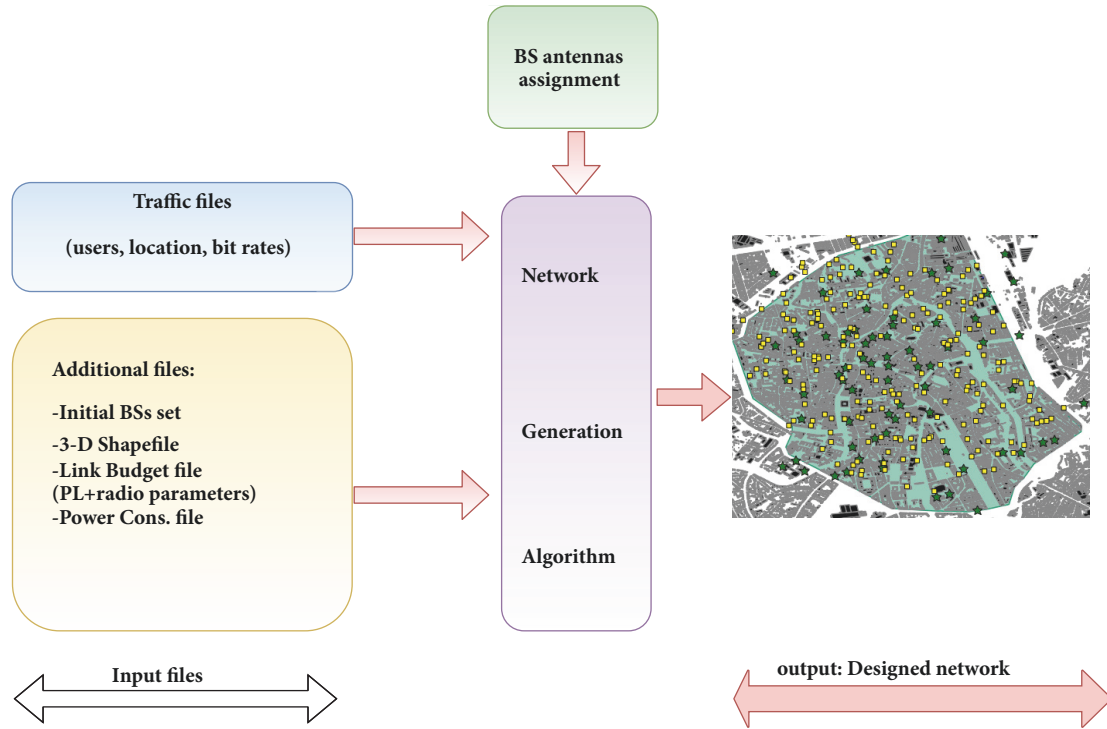 BS antennas
assignment
Traffic files
(users, location, bit rates)
Additional files:
-Initial BSs set
-3-D Shapefile
-Link Budget file
(PL+radio parameters)
-Power Cons. file
Network
Generation
Algorithm
Input files
output: Designed network